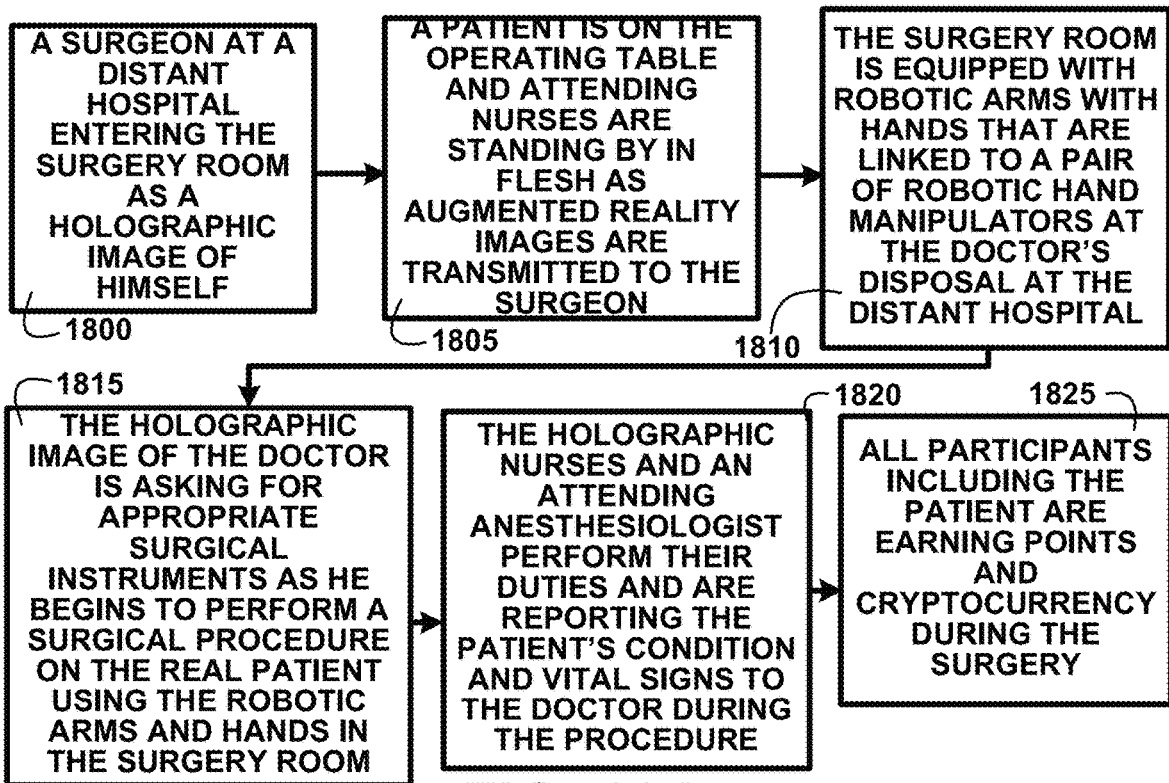 A SURGEON AT A
DISTANT
HOSPITAL
ENTERING THE
SURGERY ROOM
AS A
HOLOGRAPHIC
IMAGE OF
HIMSELF
1800
A PATIENT IS ON THE
OPERATING TABLE
AND ATTENDING
NURSES ARE
STANDING BY IN
FLESH AS
AUGMENTED REALITY
IMAGES ARE
TRANSMITTED TO THE
SURGEON
1805
THE SURGERY ROOM
IS EQUIPPED WITH
ROBOTIC ARMS WITH
HANDS THAT ARE
LINKED TO A PAIR
OF ROBOTIC HAND
MANIPULATORS AT
THE DOCTOR'S
DISPOSAL AT THE
DISTANT HOSPITAL
1810
1815
THE HOLOGRAPHIC
IMAGE OF THE DOCTOR
IS ASKING FOR
APPROPRIATE
SURGICAL
INSTRUMENTS AS HE
BEGINS TO PERFORM A
SURGICAL PROCEDURE
ON THE REAL PATIENT
USING THE ROBOTIC
ARMS AND HANDS IN
THE SURGERY ROOM
1820
THE HOLOGRAPHIC
NURSES AND AN
ATTENDING
ANESTHESIOLOGIST
PERFORM THEIR
DUTIES AND ARE
REPORTING THE
PATIENT'S CONDITION
AND VITAL SIGNS TO
THE DOCTOR DURING
THE PROCEDURE
1825
ALL PARTICIPANTS
INCLUDING THE
PATIENT ARE
EARNING POINTS
AND
CRYPTOCURRENCY
DURING THE
SURGERY